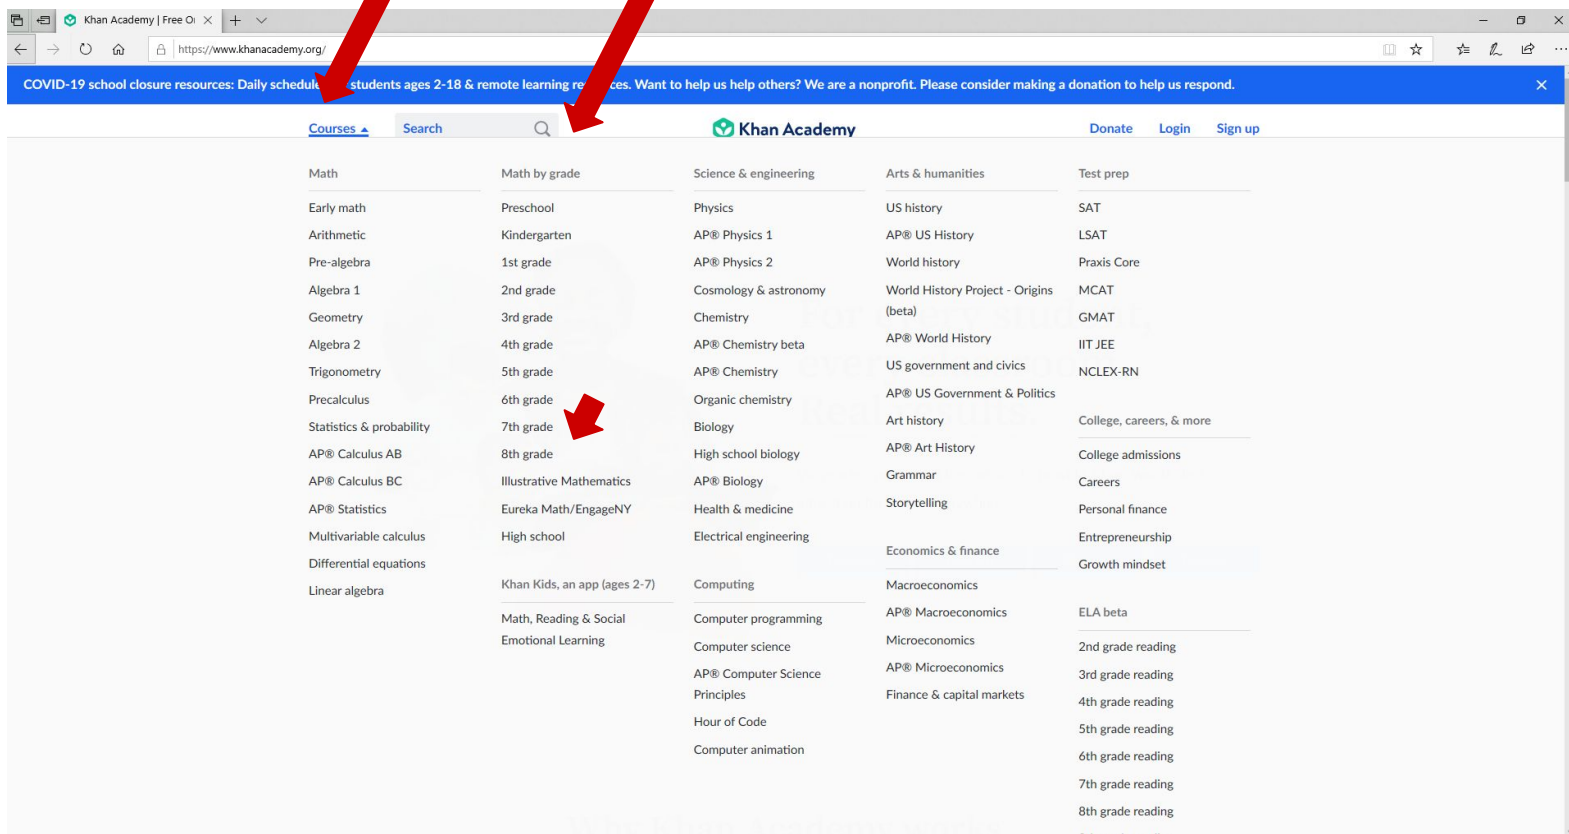 Khan Academy | Free O
https://www.khanacademy.org/
COVID-19 school closure resources: Daily schedule students ages 2-18 & remote learning Want to help us help others? We are a nonprofit. Please consider making a donation to help us respond.
Courses Search Khan Academy Donate Login Sign up
Math
Early math
Arithmetic
Pre-algebra
Algebra 1
Geometry
Algebra 2
Trigonometry
Precalculus
Statistics & probability
AP® Calculus AB
AP® Calculus BC
AP® Statistics
Multivariable calculus
Differential equations
Linear algebra
Math by grade
Preschool
Kindergarten
1st grade
2nd grade
3rd grade
4th grade
5th grade
6th grade
7th grade
8th grade
Illustrative Mathematics
Eureka Math/EngageNY
High school
Khan Kids, an app (ages 2-7)
Math, Reading & Social
Emotional Learning
Science & engineering
Physics
AP® Physics 1
AP® Physics 2
Cosmology & astronomy
Chemistry
AP® Chemistry beta
AP® Chemistry
Organic chemistry
Biology
High school biology
AP® Biology
Health & medicine
Electrical engineering
Computing
Computer programming
Computer science
AP® Computer Science
Principles
Hour of Code
Computer animation
Arts & humanities
US history
AP® US History
World history
World History Project - Origins
(beta)
AP® World History
US government and civics
AP® US Government & Politics
Art history
AP® Art History
Grammar
Storytelling
Economics & finance
Macroeconomics
AP® Macroeconomics
Microeconomics
AP® Microeconomics
Finance & capital markets
Test prep
SAT
LSAT
Praxis Core
MCAT
GMAT
IIT JEE
NCLEX-RN
College, careers, & more
College admissions
Careers
Personal finance
Entrepreneurship
Growth mindset
ELA beta
2nd grade reading
3rd grade reading
4th grade reading
5th grade reading
6th grade reading
7th grade reading
8th grade reading